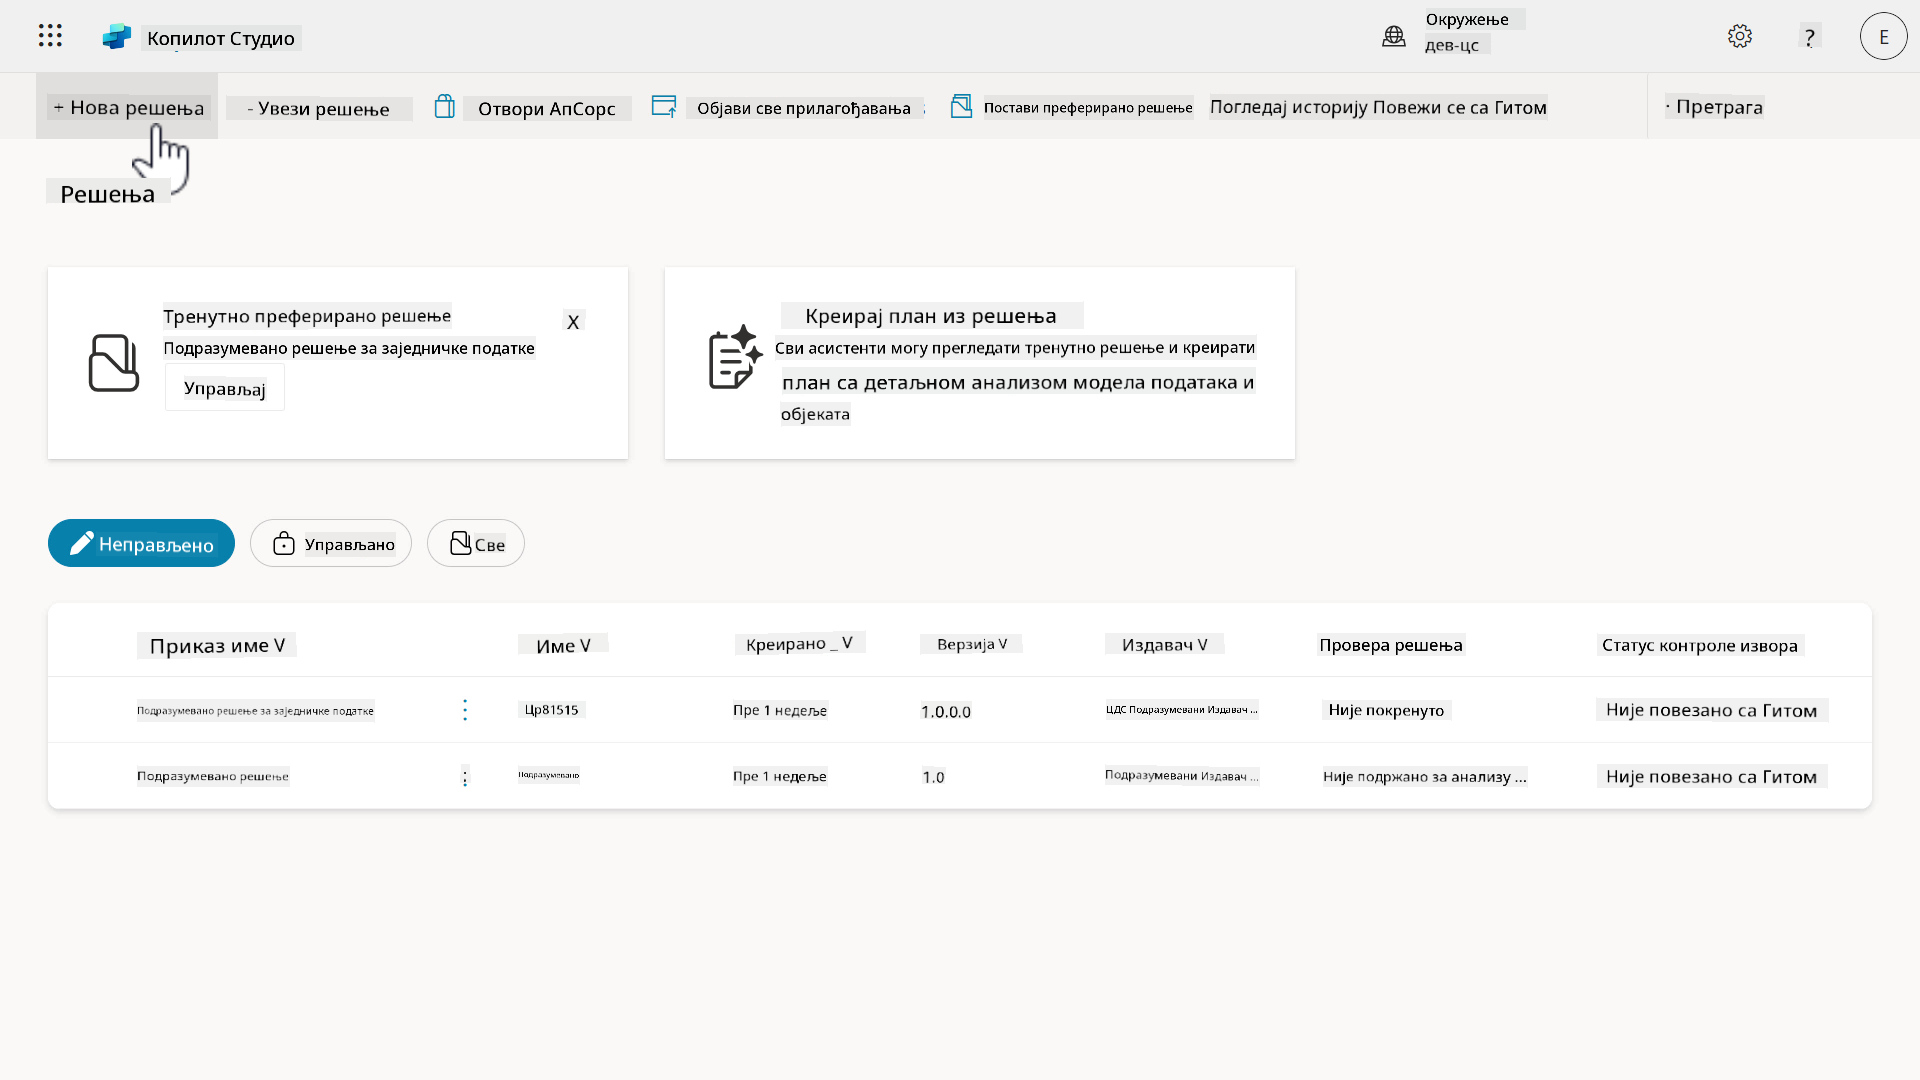 Копилот Студио
Окружење
дев-цс
?
E
+ Нова решења
- Увези решење
Отвори АпСорс
Објави све прилагођавања
Постави преферирано решење
Погледај историју Повежи се са Гитом
· Претрага
Решења
Тренутно преферирано решење
X
Подразумевано решење за заједничке податке
Управљај
Креирај план из решења
Сви асистенти могу прегледати тренутно решење и креирати
план са детаљном анализом модела података и
објеката
Неправљено
Управљано
Све
Приказ име V
Име V
Креирано _ V
Верзија V
Издавач V
Провера решења
Статус контроле извора
Подразумевано решење за заједничке податке
Цр81515
Пре 1 недеље
1.0.0.0
ЦДС Подразумевани Издавач ...
Није покренуто
Није повезано са Гитом
Подразумевано решење
Подразумевано
Пре 1 недеље
1.0
Подразумевани Издавач ...
Није подржано за анализу ...
Није повезано са Гитом